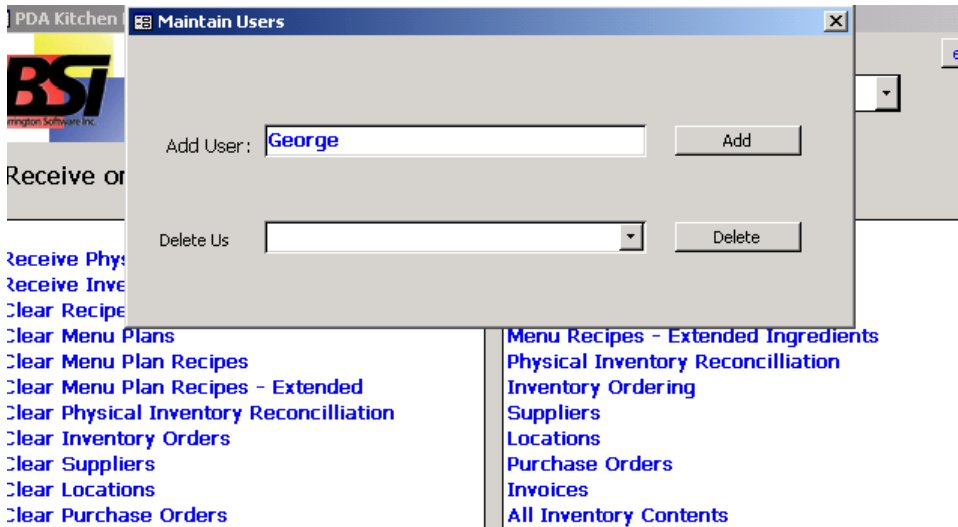 PDA Kitchen
Maintain Users
BSI
rrington Software Inc.
Add User:
George
Add
Receive or
Delete Us
Delete
Receive Phys
Receive Inve
Clear Recipe
Clear Menu Plans
Clear Menu Plan Recipes
Clear Menu Plan Recipes - Extended
Clear Physical Inventory Reconcilliation
Clear Inventory Orders
Clear Suppliers
Clear Locations
Clear Purchase Orders
Menu Recipes - Extended Ingredients
Physical Inventory Reconcilliation
Inventory Ordering
Suppliers
Locations
Purchase Orders
Invoices
All Inventory Contents